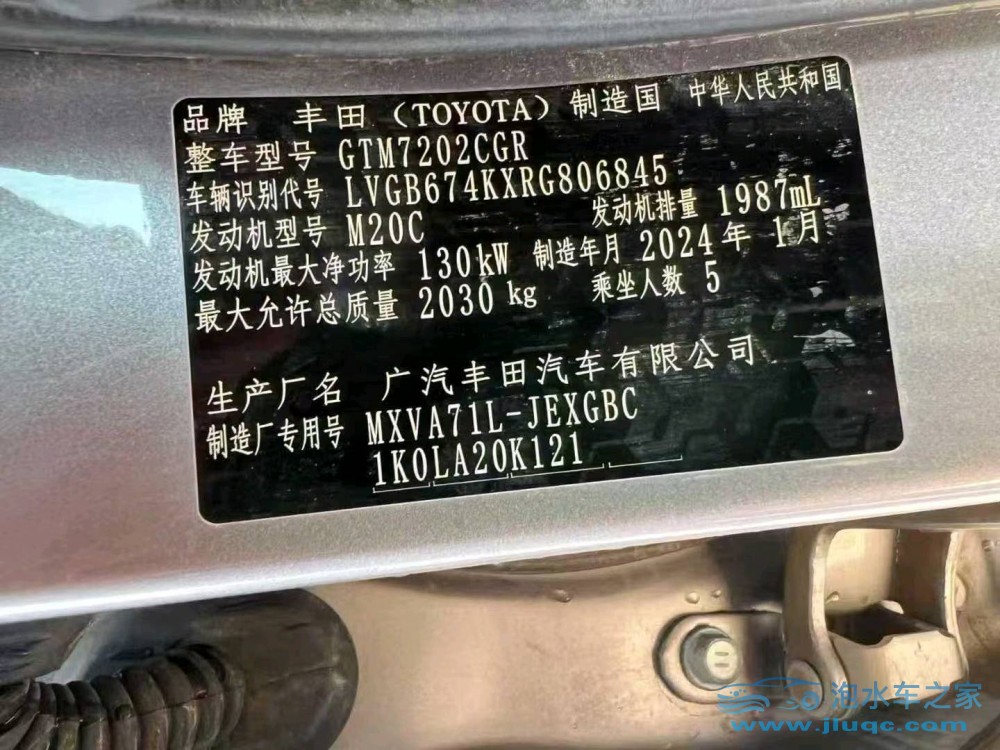 品牌 丰田（TOYOTA）制造国 中华人民共和国
整车型号 GTM7202CGR
车辆识别代号 LVGB674KXRG806845
发动机型号 M20C 发动机排量 1987mL
发动机最大净功率 130kW 制造年月 2024年1月
最大允许总质量 2030kg 乘坐人数 5
生产厂名 广汽丰田汽车有限公司
制造厂专用号 MXVA71L-JEXGBC
1K0LA20K121
泡水车之家
www.jluqc.com